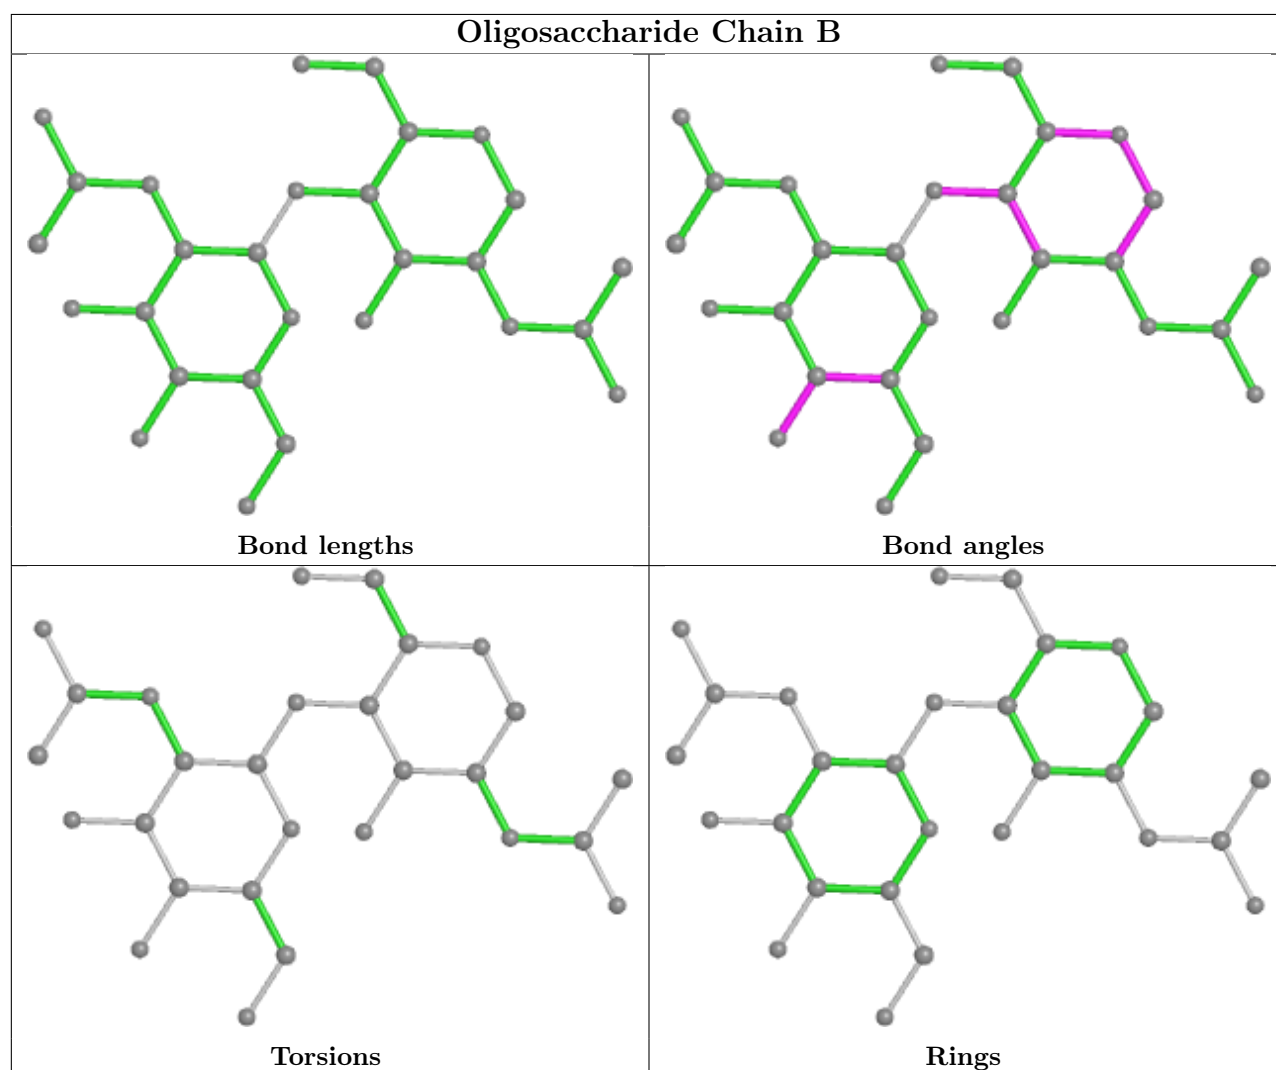 Oligosaccharide Chain B
Bond lengths
Bond angles
Torsions
Rings